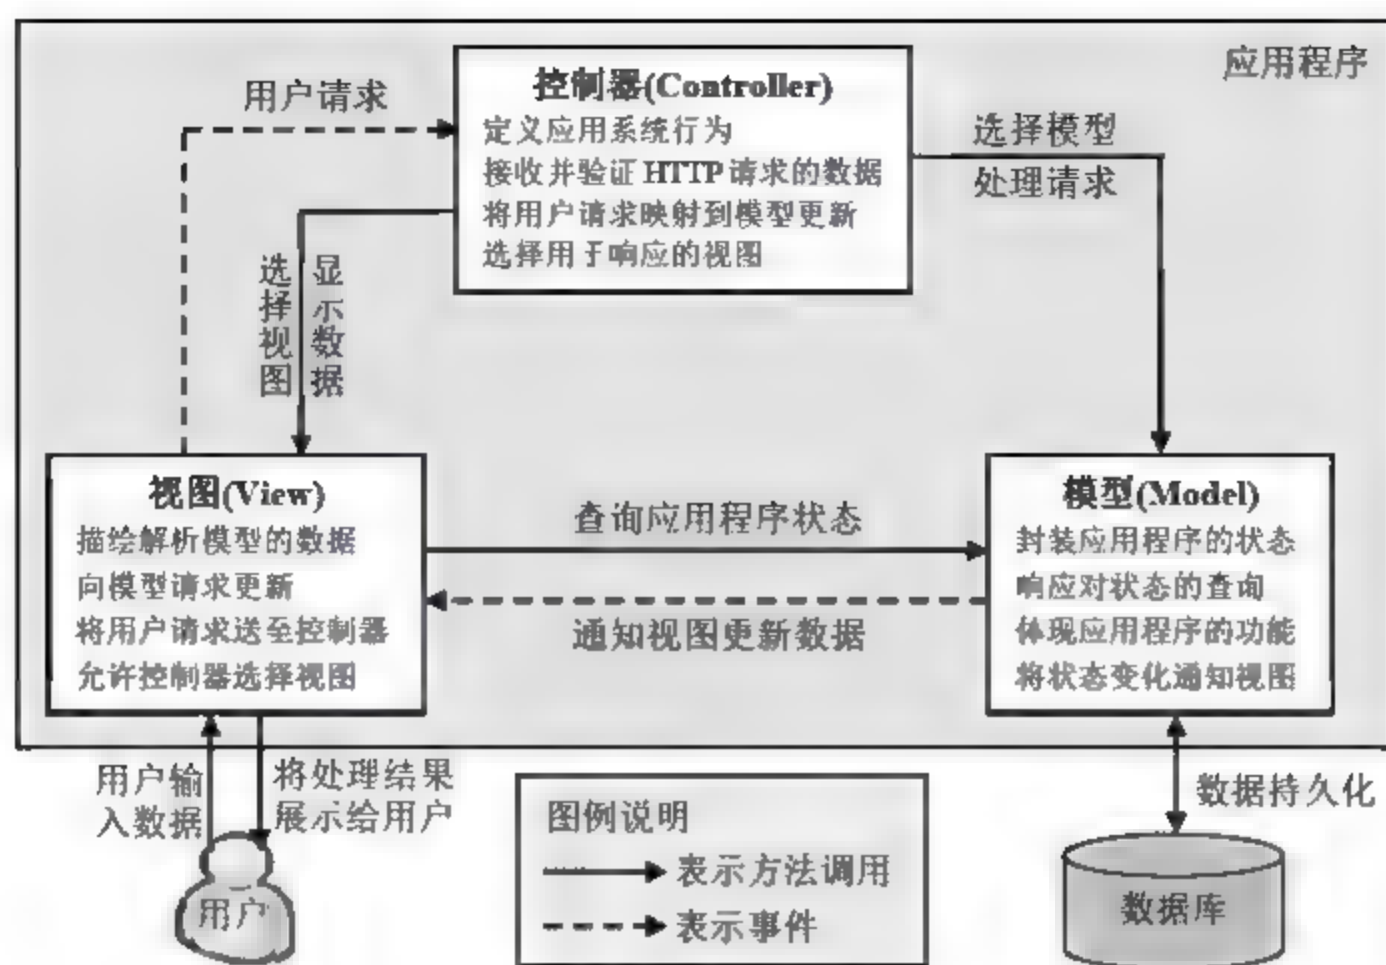 应用程序
用户请求
控制器(Controller)
定义应用系统行为
接收并验证 HTTP 请求的数据
将用户请求映射到模型更新
选择用于响应的视图
选择模型
处理请求
选择视图
显示数据
视图(View)
描绘解析模型的数据
向模型请求更新
将用户请求送至控制器
允许控制器选择视图
查询应用程序状态
通知视图更新数据
模型(Model)
封装应用程序的状态
响应对状态的查询
体现应用程序的功能
将状态变化通知视图
用户输
入数据
将处理结果
展示给用户
用户
图例说明
表示方法调用
表示事件
数据持久化
数据库